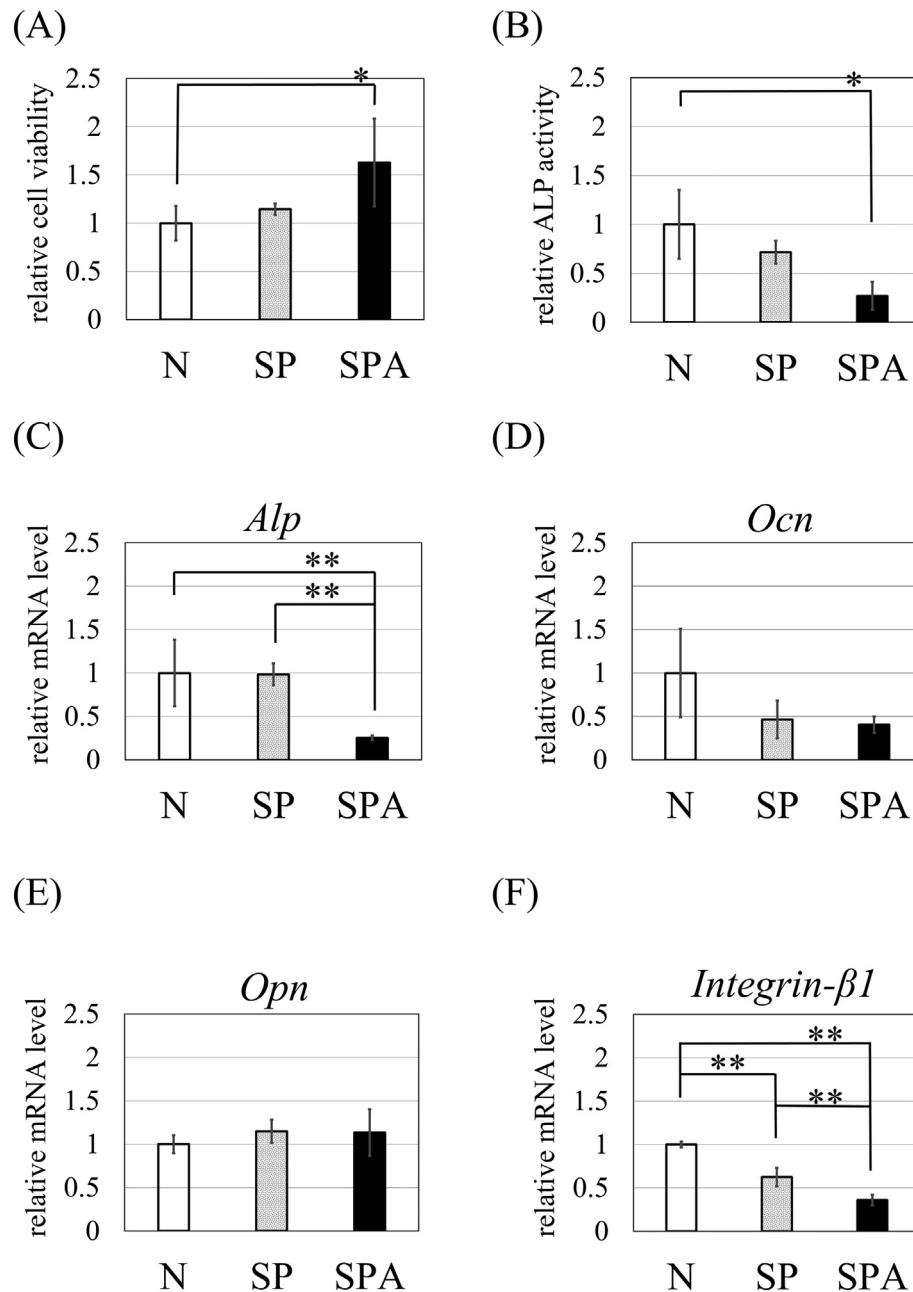 (A)
relative cell viability
2.5
2
1.5
1
0.5
0
*
N SP SPA
(B)
relative ALP activity
2.5
2
1.5
1
0.5
0
*
N SP SPA
(C)
Alp
relative mRNA level
2.5
2
1.5
1
0.5
0
**
**
N SP SPA
(D)
Ocn
relative mRNA level
2.5
2
1.5
1
0.5
0
N SP SPA
(E)
Opn
relative mRNA level
2.5
2
1.5
1
0.5
0
N SP SPA
(F)
Integrin-β1
relative mRNA level
2.5
2
1.5
1
0.5
0
**
**
**
N SP SPA